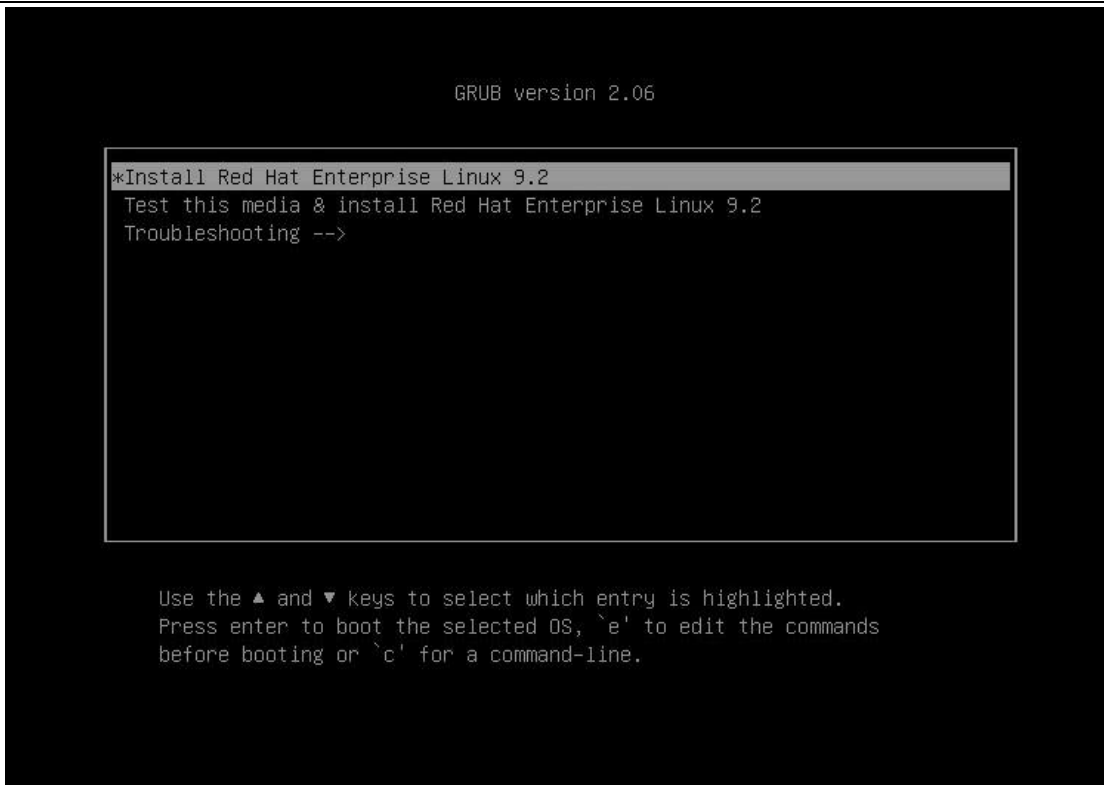 GRUB version 2.06
*Install Red Hat Enterprise Linux 9.2
Test this media & install Red Hat Enterprise Linux 9.2
Troubleshooting -->
Use the ▲ and ▼ keys to select which entry is highlighted.
Press enter to boot the selected OS, `e' to edit the commands
before booting or `c' for a command-line.